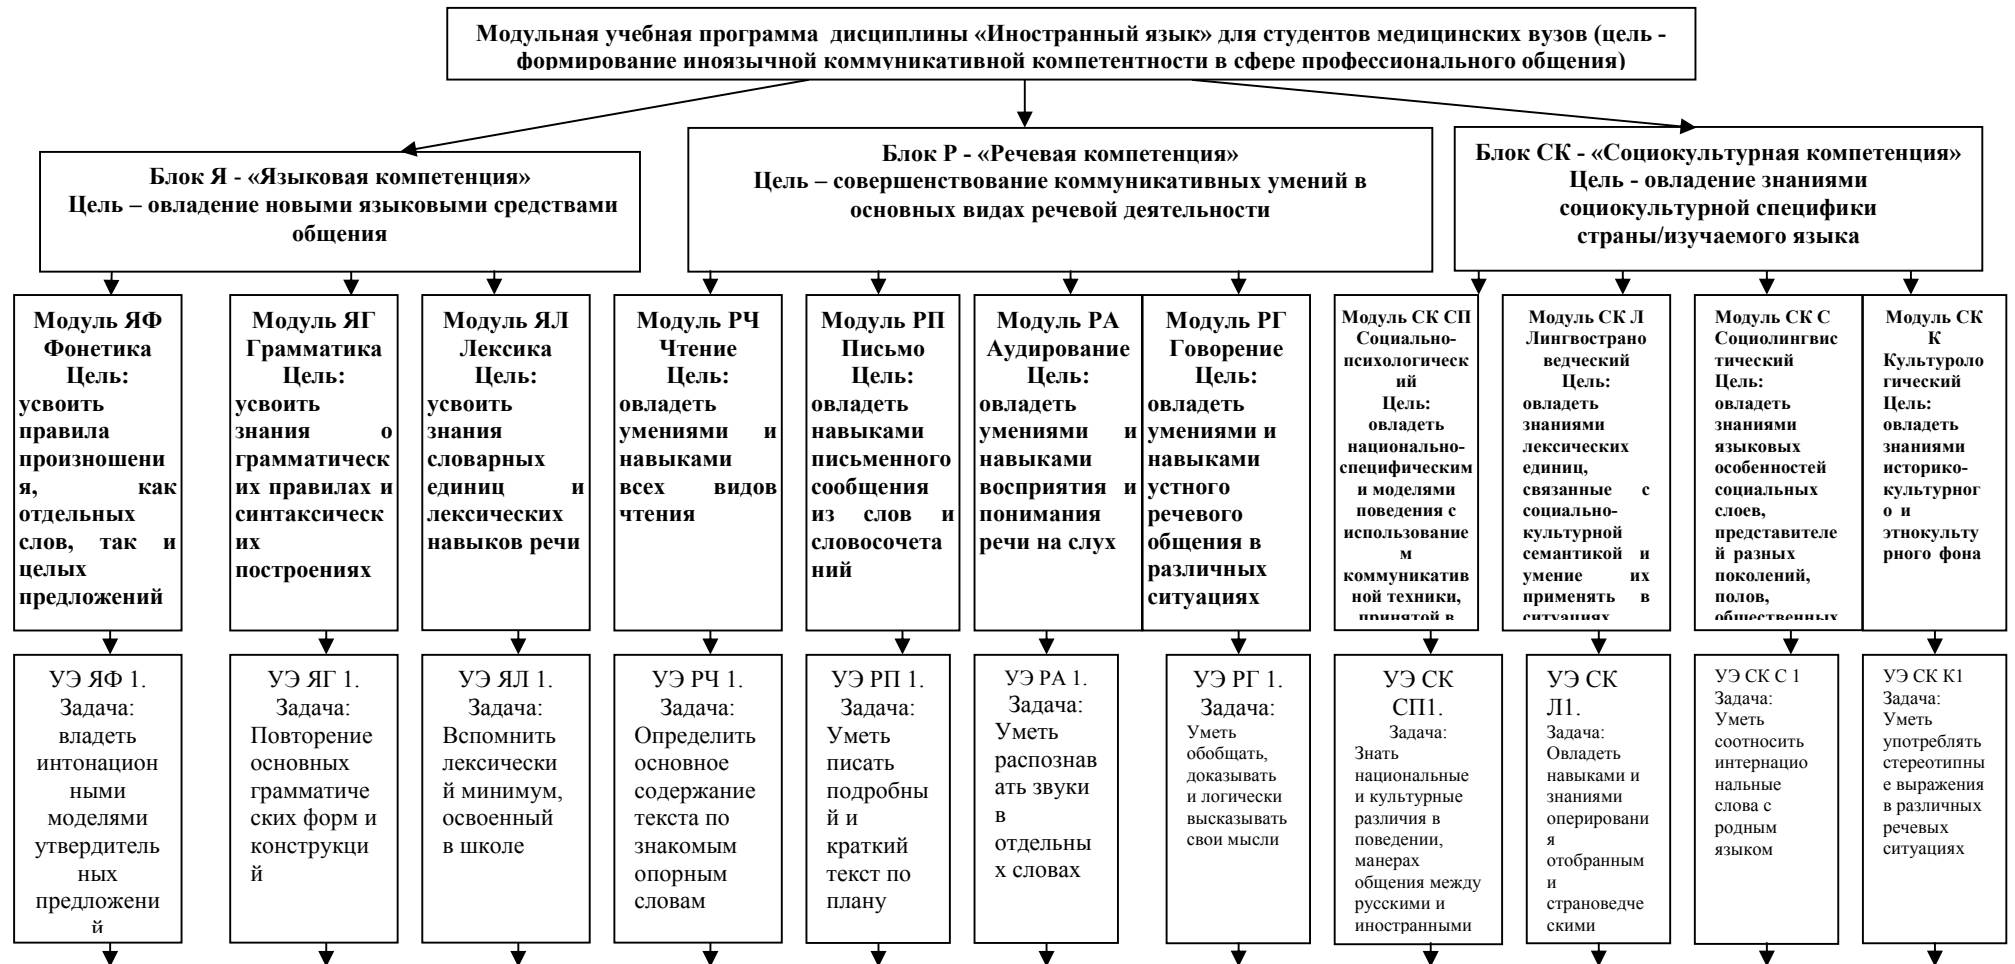 Модульная учебная программа дисциплины «Иностранный язык» для студентов медицинских вузов (цель -
формирование иноязычной коммуникативной компетентности в сфере профессионального общения)
Блок Я - «Языковая компетенция»
Цель – овладение новыми языковыми средствами
общения
Блок Р - «Речевая компетенция»
Цель – совершенствование коммуникативных умений в
основных видах речевой деятельности
Блок СК - «Социокультурная компетенция»
Цель - овладение знаниями
социокультурной специфики
страны/изучаемого языка
Модуль ЯФ
Фонетика
Цель:
усвоить
правила
произношени
я, как
отдельных
слов, так и
целых
предложений
Модуль ЯГ
Грамматика
Цель:
усвоить
знания о
грамматическ
их правилах и
синтаксическ
их
построениях
Модуль ЯЛ
Лексика
Цель:
усвоить
знания
словарных
единиц и
лексических
навыков речи
Модуль РЧ
Чтение
Цель:
овладеть
умениями и
навыками
всех видов
чтения
Модуль РП
Письмо
Цель:
овладеть
навыками
письменного
сообщения
из слов и
словосочета
ний
Модуль РА
Аудирование
Цель:
овладеть
умениями и
навыками
восприятия и
понимания
речи на слух
Модуль РГ
Говорение
Цель:
овладеть
умениями и
навыками
устного
речевого
общения в
различных
ситуациях
Модуль СК СП
Социально-
психологическ
ий
Цель:
овладеть
национально-
специфическим
и моделями
поведения с
использование
м
коммуникатив
ной техники,
принятой в
Модуль СК Л
Лингвострано
ведческий
Цель:
овладеть
знаниями
лексических
единиц,
связанные с
социально-
культурной
семантикой и
умение их
применять в
ситуациях
Модуль СК С
Социолингвис
тический
Цель:
овладеть
знаниями
языковых
особенностей
социальных
слоев,
представителе
й разных
поколений,
полов,
общественных
Модуль СК
К
Культуроло
гический
Цель:
овладеть
знаниями
историко-
культурног
о и
этнокульту
рного фона
УЭ ЯФ 1.
Задача:
владеть
интонацион
ными
моделями
утвердитель
ных
предложени
й
УЭ ЯГ 1.
Задача:
Повторение
основных
грамматиче
ских форм и
конструкци
й
УЭ ЯЛ 1.
Задача:
Вспомнить
лексически
й минимум,
освоенный
в школе
УЭ РЧ 1.
Задача:
Определить
основное
содержание
текста по
знакомым
опорным
словам
УЭ РП 1.
Задача:
Уметь
писать
подробны
й и
краткий
текст по
плану
УЭ РА 1.
Задача:
Уметь
распознав
ать звуки
в
отдельны
х словах
УЭ РГ 1.
Задача:
Уметь
обобщать,
доказывать
и логически
высказывать
свои мысли
УЭ СК
СП1.
Задача:
Знать
национальные
и культурные
различия в
поведении,
манерах
общения между
русскими и
иностранными
УЭ СК
Л1.
Задача:
Овладеть
навыками и
знаниями
оперировани
я
отобранным
и
страноведче
скими
УЭ СК С 1
Задача:
Уметь
соотносить
интернацио
нальные
слова с
родным
языком
УЭ СК К1
Задача:
Уметь
употреблять
стереотипны
е выражения
в различных
речевых
ситуациях